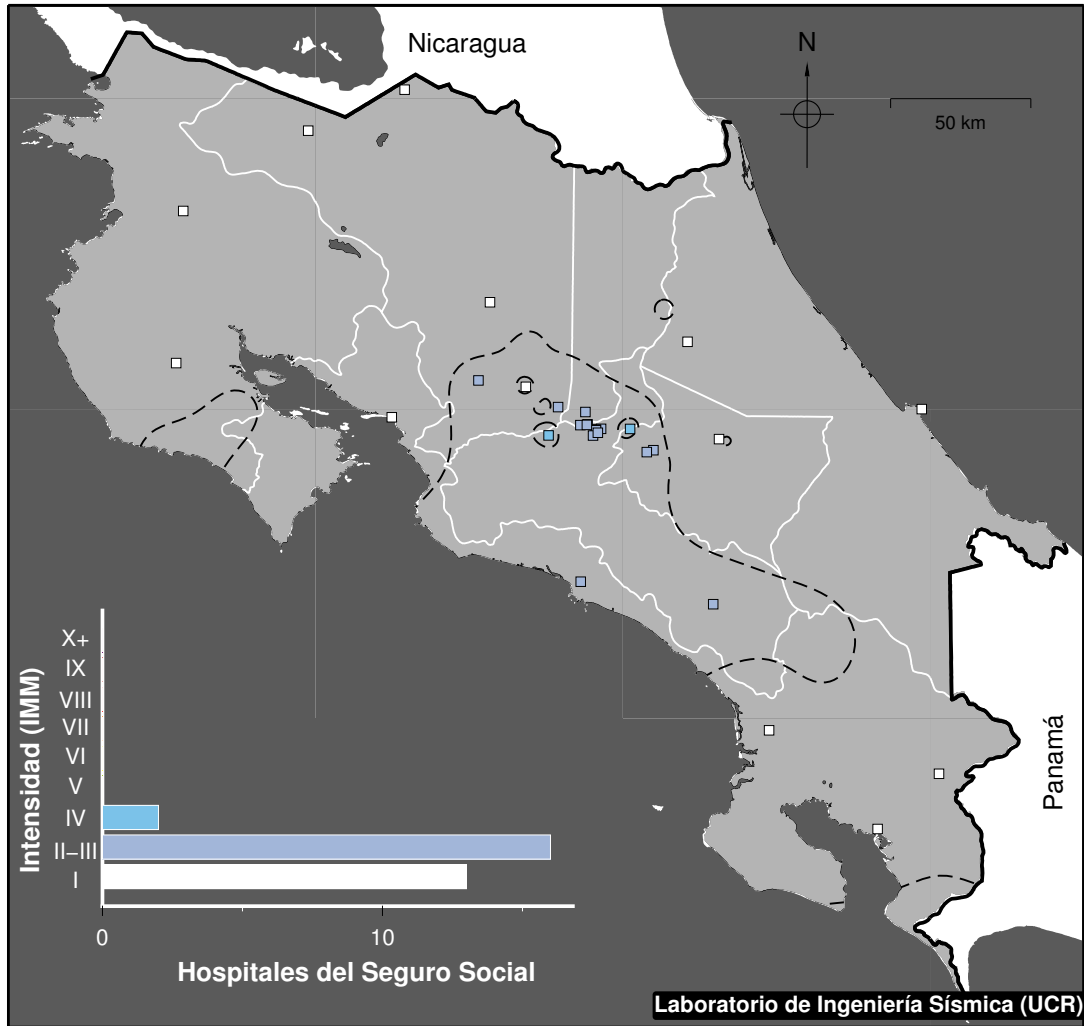 Nicaragua
N
50 km
Panamá
Intensidad (IMM)
X+
IX
VIII
VII
VI
V
IV
II–III
I
0 10
Hospitales del Seguro Social
Laboratorio de Ingeniería Sísmica (UCR)